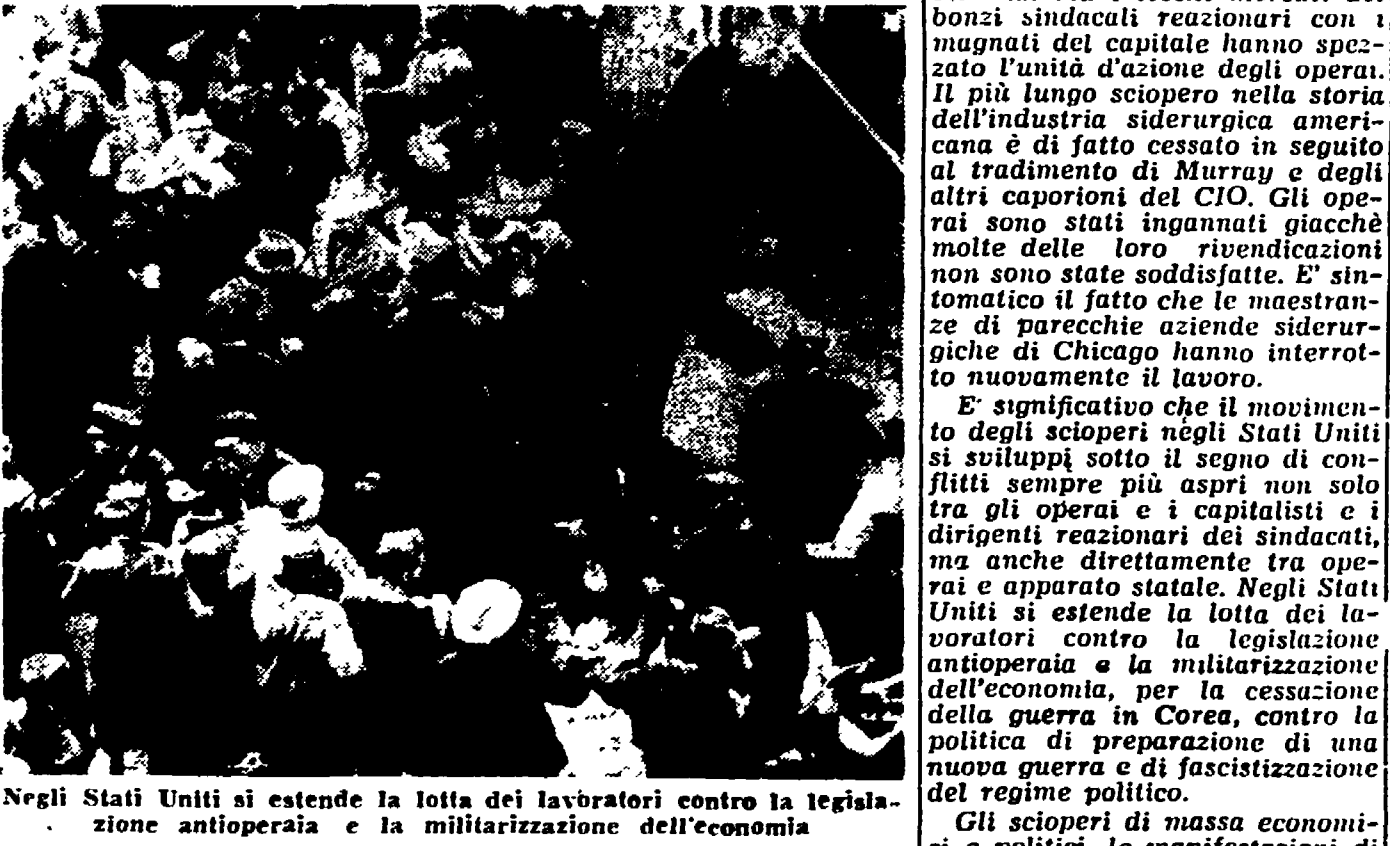 Negli Stati Uniti si estende la lotta dei lavoratori contro la legisla-
zione antioperaia e la militarizzazione dell'economia
bonzi sindacali reazionari con i
magnati del capitale hanno spez-
zato l'unità d'azione degli operai.
Il più lungo sciopero nella storia
dell'industria siderurgica ameri-
cana è di fatto cessato in seguito
al tradimento di Murray e degli
altri caporioni del CIO. Gli ope-
rai sono stati ingannati giacchè
molte delle loro rivendicazioni
non sono state soddisfatte. E' sin-
tomatico il fatto che le maestran-
ze di parecchie aziende siderur-
giche di Chicago hanno interrot-
to nuovamente il lavoro.
E' significativo che il movimen-
to degli scioperi negli Stati Uniti
si sviluppi sotto il segno di con-
flitti sempre più aspri non solo
tra gli operai e i capitalisti e i
dirigenti reazionari dei sindacati,
ma anche direttamente tra ope-
rai e apparato statale. Negli Stati
Uniti si estende la lotta dei la-
voratori contro la legislazione
antioperaia e la militarizzazione
dell'economia, per la cessazione
della guerra in Corea, contro la
politica di preparazione di una
nuova guerra e di fascistizzazione
del regime politico.
Gli scioperi di massa economi-